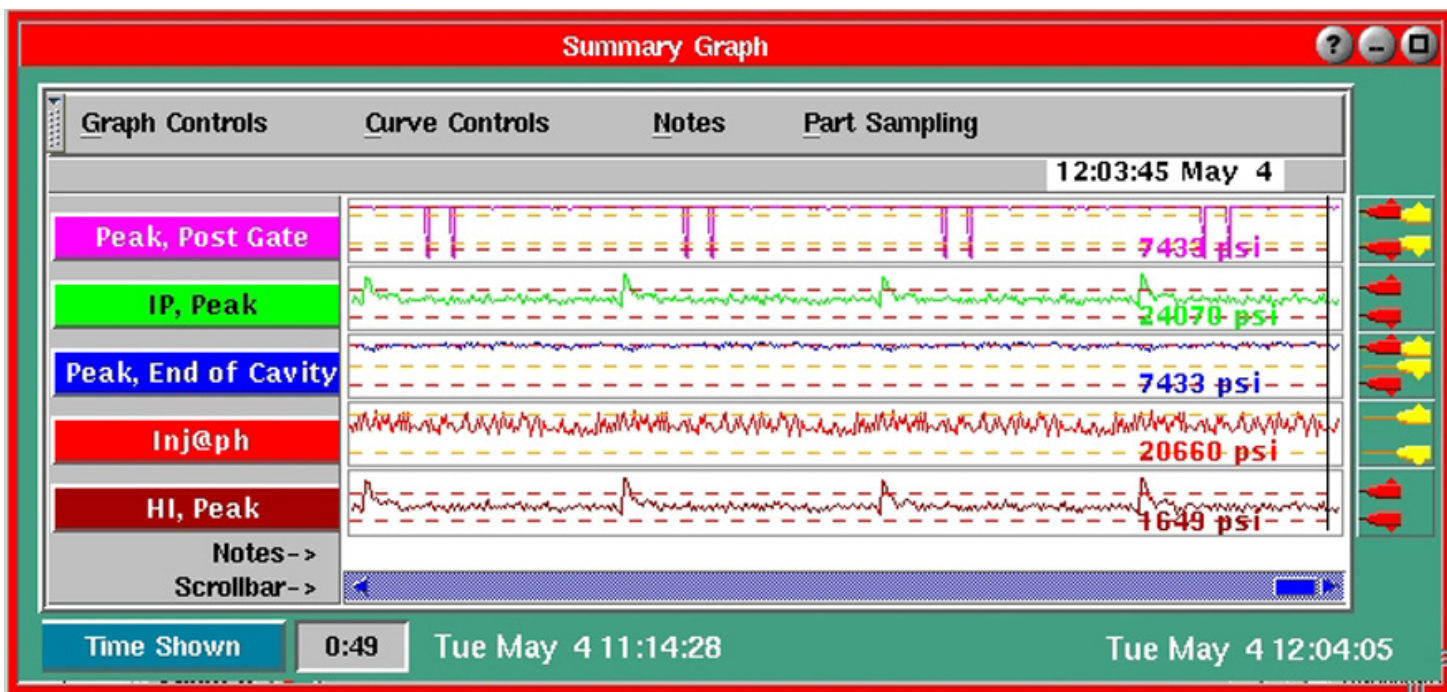 Summary Graph
?
Graph Controls Curve Controls Notes Part Sampling
12:03:45 May 4
Peak, Post Gate
7433 psi
IP, Peak
24070 psi
Peak, End of Cavity
7433 psi
Inj@ph
20660 psi
HI, Peak
1649 psi
Notes->
Scrollbar->
Time Shown 0:49 Tue May 4 11:14:28 Tue May 4 12:04:05